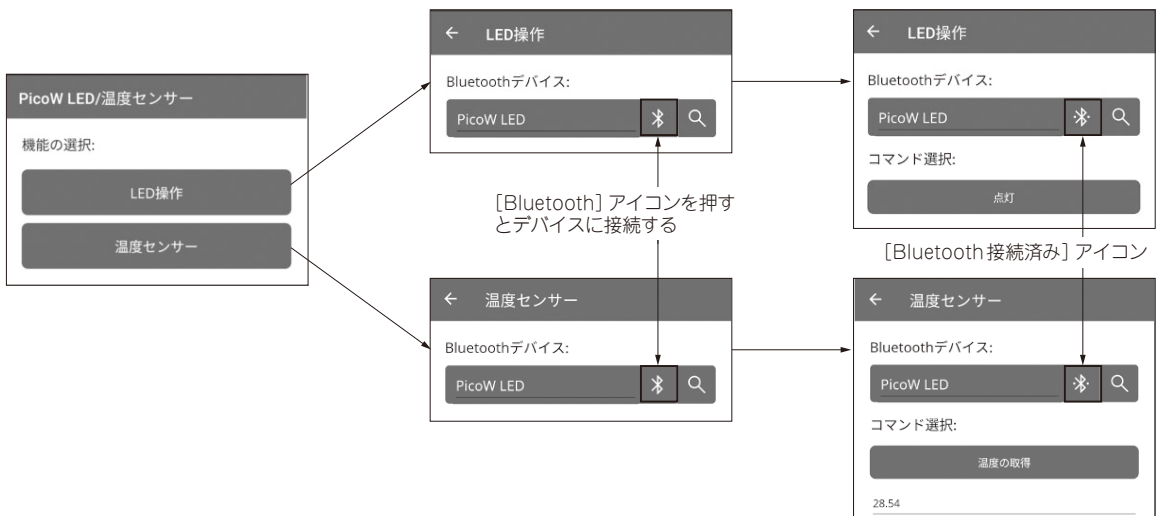 PicoW LED/温度センサー
機能の選択:
LED操作
温度センサー
LED操作
Bluetoothデバイス:
PicoW LED
[Bluetooth] アイコンを押す
とデバイスに接続する
温度センサー
Bluetoothデバイス:
PicoW LED
LED操作
Bluetoothデバイス:
PicoW LED
コマンド選択:
点灯
[Bluetooth接続済み] アイコン
温度センサー
Bluetoothデバイス:
PicoW LED
コマンド選択:
温度の取得
28.54